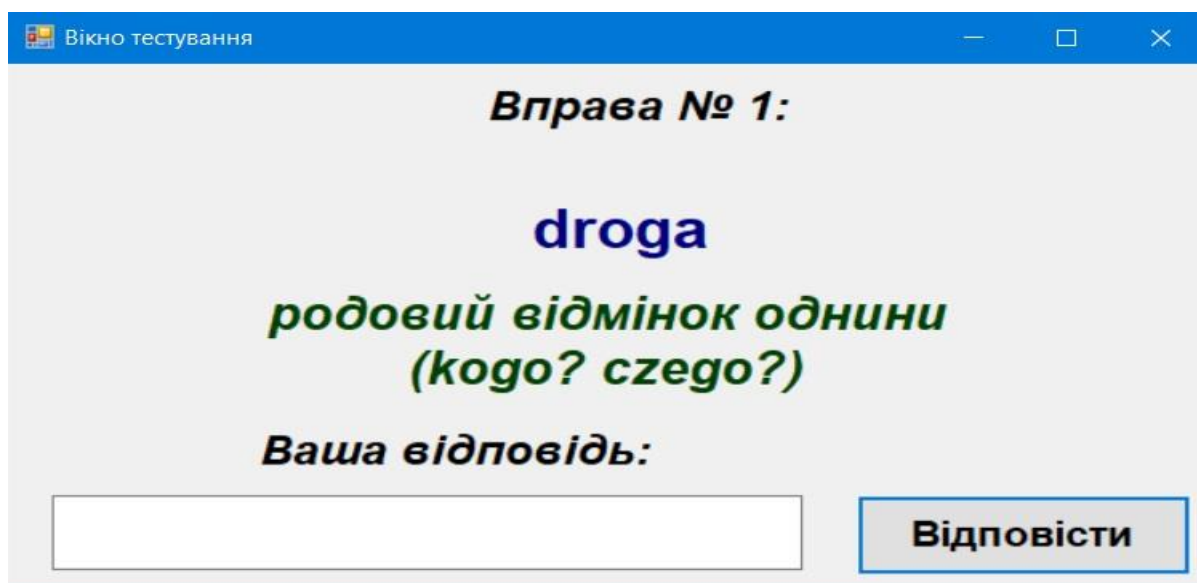 Вікно тестування
Вправа № 1:
droga
родовий відмінок однини
(kogo? czego?)
Ваша відповідь:
Відповісти